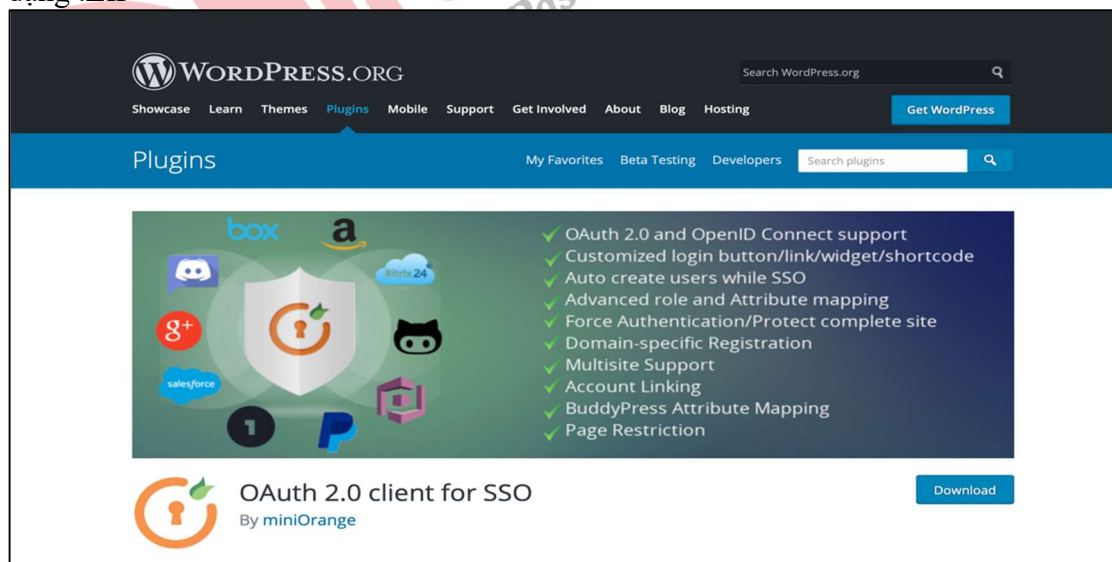 WORDPRESS.ORG
Search WordPress.org
Showcase Learn Themes Plugins Mobile Support Get Involved About Blog Hosting
Get WordPress
Plugins
My Favorites Beta Testing Developers
Search plugins
box
a
Bitrix24
g+
salesforce
1
OAuth 2.0 and OpenID Connect support
Customized login button/link/widget/shortcode
Auto create users while SSO
Advanced role and Attribute mapping
Force Authentication/Protect complete site
Domain-specific Registration
Multisite Support
Account Linking
BuddyPress Attribute Mapping
Page Restriction
OAuth 2.0 client for SSO
By miniOrange
Download